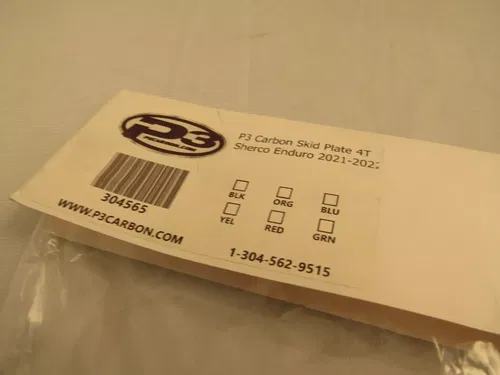 P3
P3 Carbon Skid Plate 4T
Sherco Enduro 2021-2022
304565
WWW.P3CARBON.COM
BLK
ORG
BLU
YEL
RED
GRN
1-304-562-9515